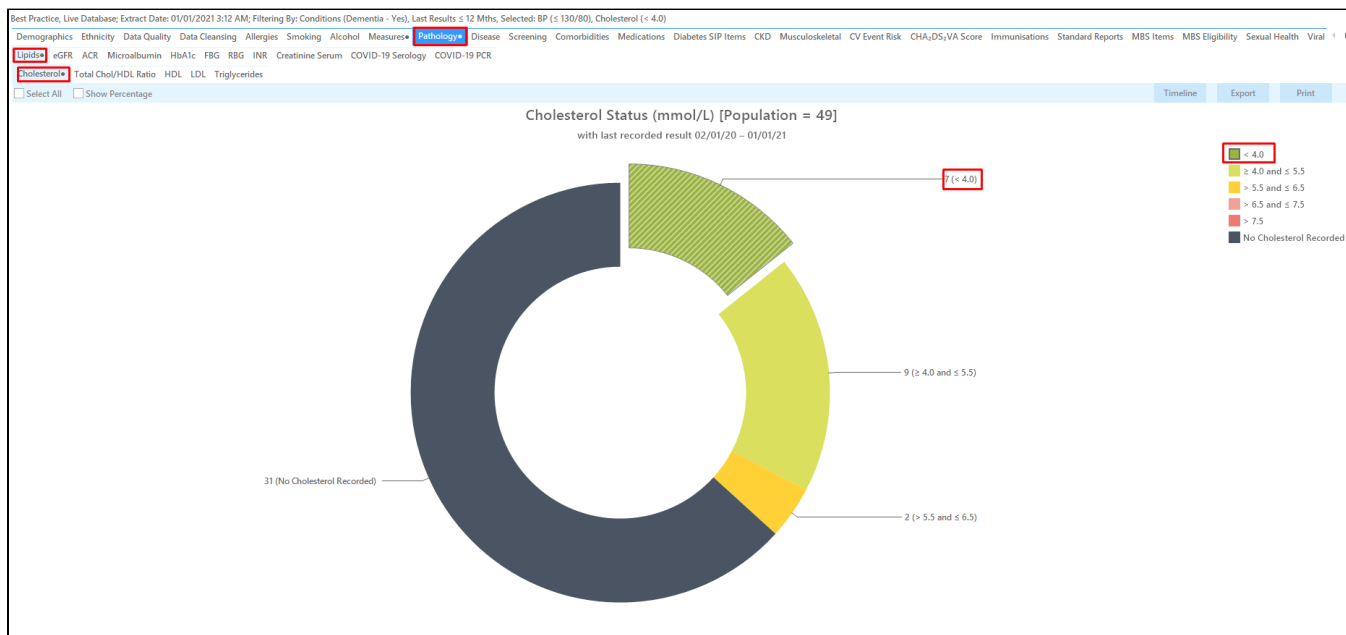 Best Practice, Live Database; Extract Date: 01/01/2021 3:12 AM; Filtering By: Conditions (Dementia - Yes), Last Results ≤ 12 Mths, Selected: BP (≤ 130/80), Cholesterol (< 4.0)
Demographics Ethnicity Data Quality Data Cleansing Allergies Smoking Alcohol Measures• Pathology• Disease Screening Comorbidities Medications Diabetes SIP Items CKD Musculoskeletal CV Event Risk CHA₂DS₂VA Score Immunisations Standard Reports MBS Items MBS Eligibility Sexual Health Viral
Lipids• eGFR ACR Microalbumin HbA1c FBG RBG INR Creatinine Serum COVID-19 Serology COVID-19 PCR
Cholesterol• Total Chol/HDL Ratio HDL LDL Triglycerides
Select All Show Percentage Timeline Export Print
Cholesterol Status (mmol/L) [Population = 49]
with last recorded result 02/01/20 – 01/01/21
< 4.0
≥ 4.0 and ≤ 5.5
> 5.5 and ≤ 6.5
> 6.5 and ≤ 7.5
> 7.5
No Cholesterol Recorded
7 (< 4.0)
9 (≥ 4.0 and ≤ 5.5)
31 (No Cholesterol Recorded)
2 (> 5.5 and ≤ 6.5)